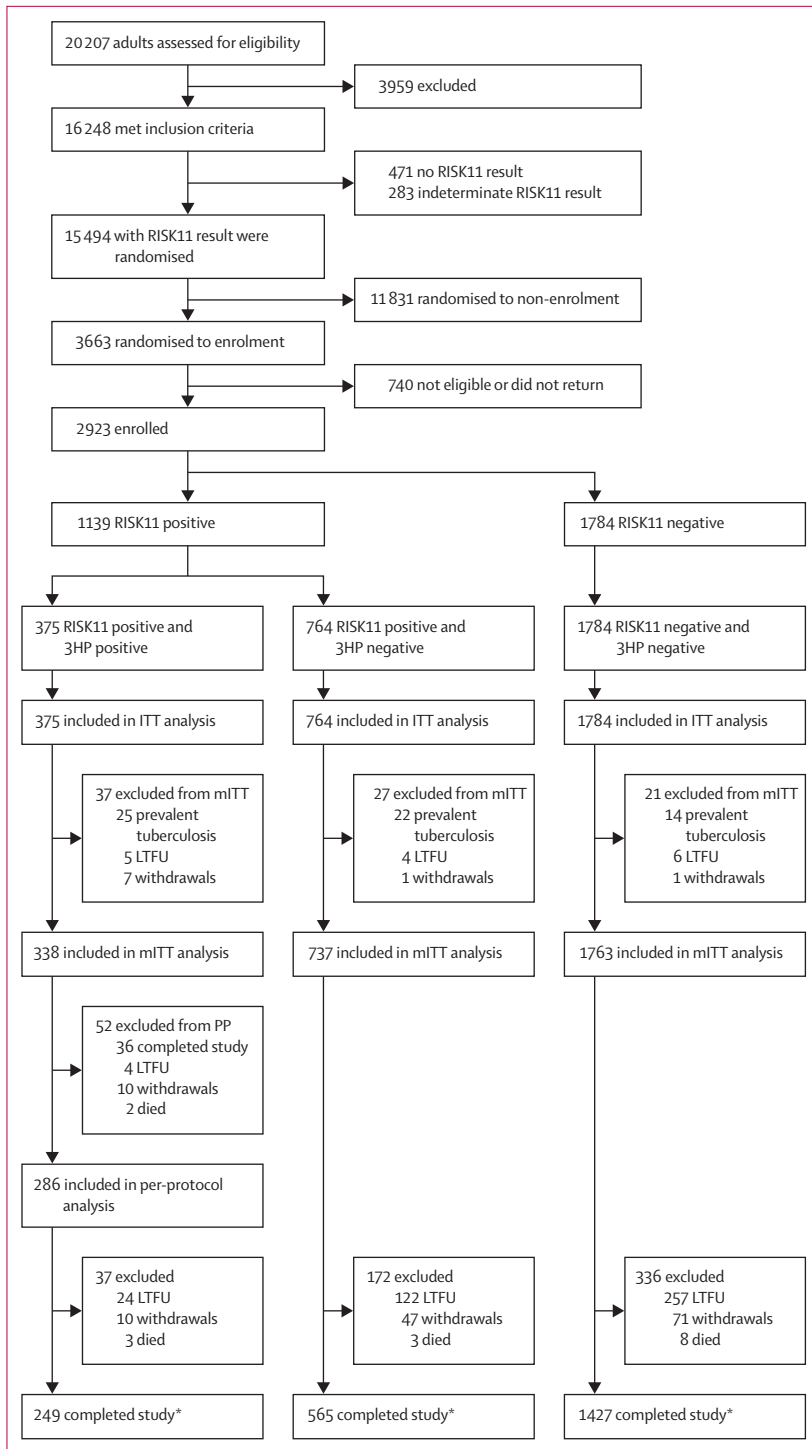 20 207 adults assessed for eligibility
3959 excluded
16 248 met inclusion criteria
471 no RISK11 result
283 indeterminate RISK11 result
15 494 with RISK11 result were
randomised
11 831 randomised to non-enrolment
3663 randomised to enrolment
740 not eligible or did not return
2923 enrolled
1139 RISK11 positive
1784 RISK11 negative
375 RISK11 positive and
3HP positive
764 RISK11 positive and
3HP negative
1784 RISK11 negative and
3HP negative
375 included in ITT analysis
764 included in ITT analysis
1784 included in ITT analysis
37 excluded from mITT
25 prevalent
tuberculosis
5 LTFU
7 withdrawals
27 excluded from mITT
22 prevalent
tuberculosis
4 LTFU
1 withdrawals
21 excluded from mITT
14 prevalent
tuberculosis
6 LTFU
1 withdrawals
338 included in mITT analysis
737 included in mITT analysis
1763 included in mITT analysis
52 excluded from PP
36 completed study
4 LTFU
10 withdrawals
2 died
286 included in per-protocol
analysis
37 excluded
24 LTFU
10 withdrawals
3 died
172 excluded
122 LTFU
47 withdrawals
3 died
336 excluded
257 LTFU
71 withdrawals
8 died
249 completed study*
565 completed study*
1427 completed study*